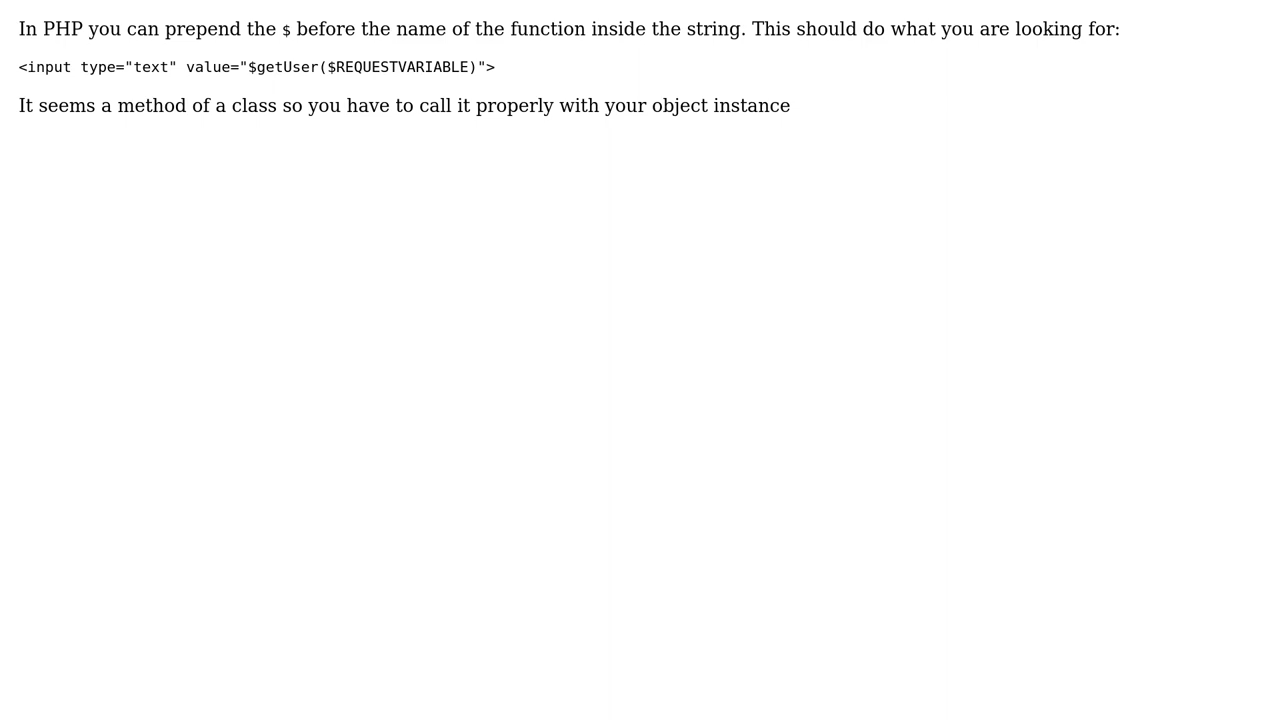 In PHP you can prepend the $ before the name of the function inside the string. This should do what you are looking for:
<input type="text" value="$getUser($REQUESTVARIABLE)">
It seems a method of a class so you have to call it properly with your object instance